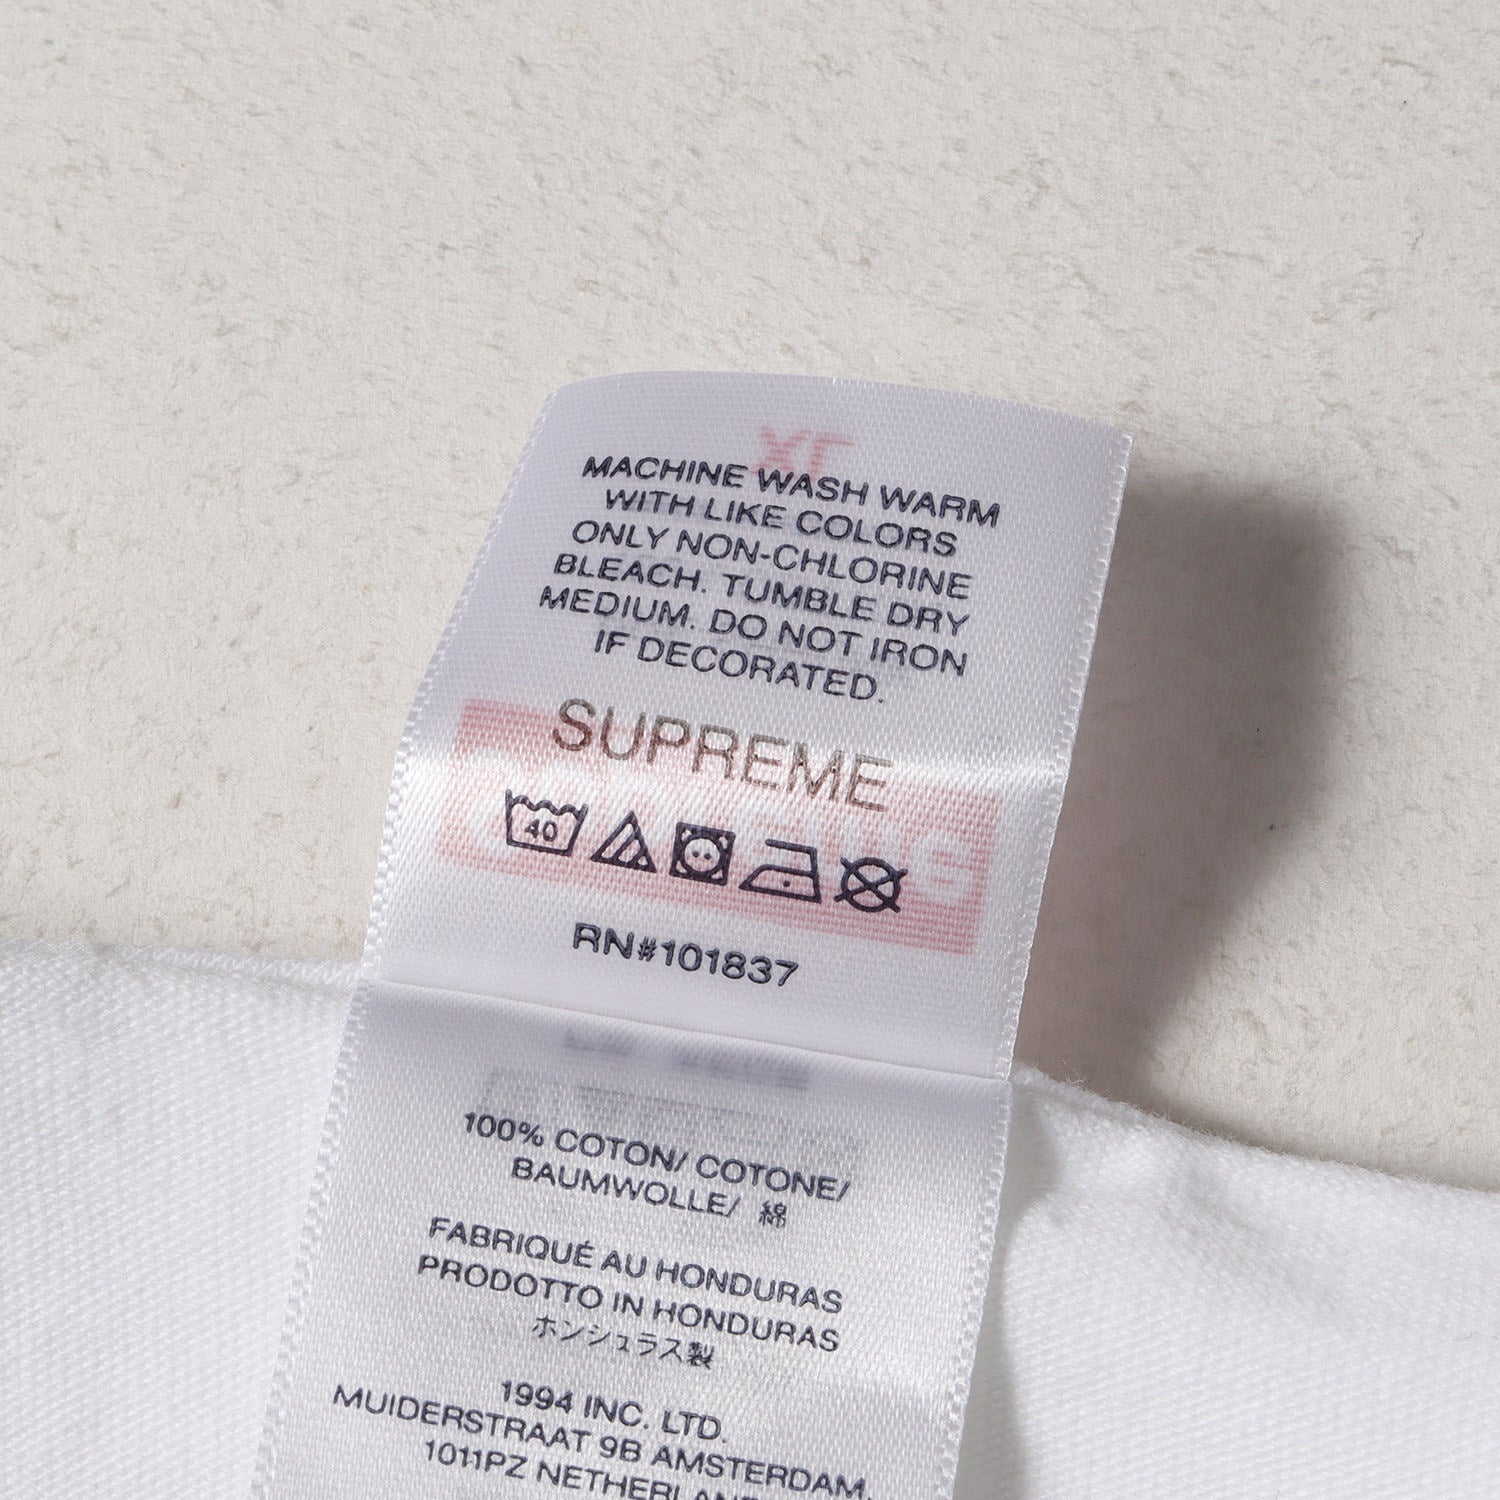 XL
MACHINE WASH WARM
WITH LIKE COLORS
ONLY NON-CHLORINE
BLEACH. TUMBLE DRY
MEDIUM. DO NOT IRON
IF DECORATED.
SUPREME
40
RN#101837
100% COTON/ COTONE/
BAUMWOLLE/ 綿
FABRIQUÉ AU HONDURAS
PRODOTTO IN HONDURAS
ホンジュラス製
1994 INC. LTD.
MUIDERSTRAAT 9B AMSTERDAM,
1011PZ